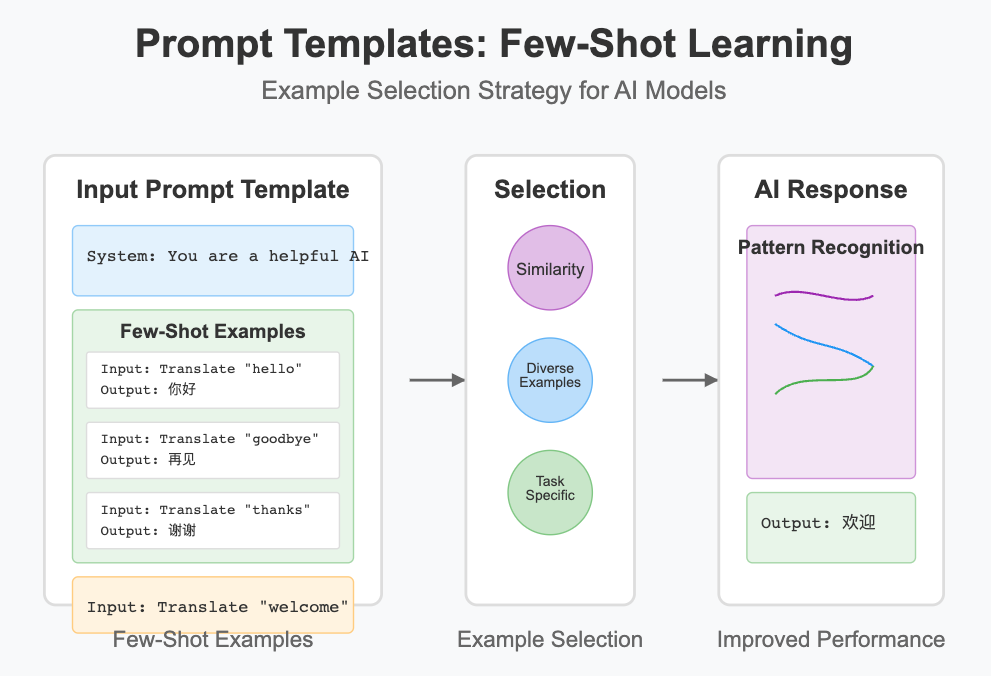 Prompt Templates: Few-Shot Learning
Example Selection Strategy for AI Models
Input Prompt Template
System: You are a helpful AI
Few-Shot Examples
Input: Translate "hello"
Output: 你好
Input: Translate "goodbye"
Output: 再见
Input: Translate "thanks"
Output: 谢谢
Input: Translate "welcome"
Few-Shot Examples
Selection
Similarity
Diverse
Examples
Task
Specific
Example Selection
AI Response
Pattern Recognition
Output: 欢迎
Improved Performance